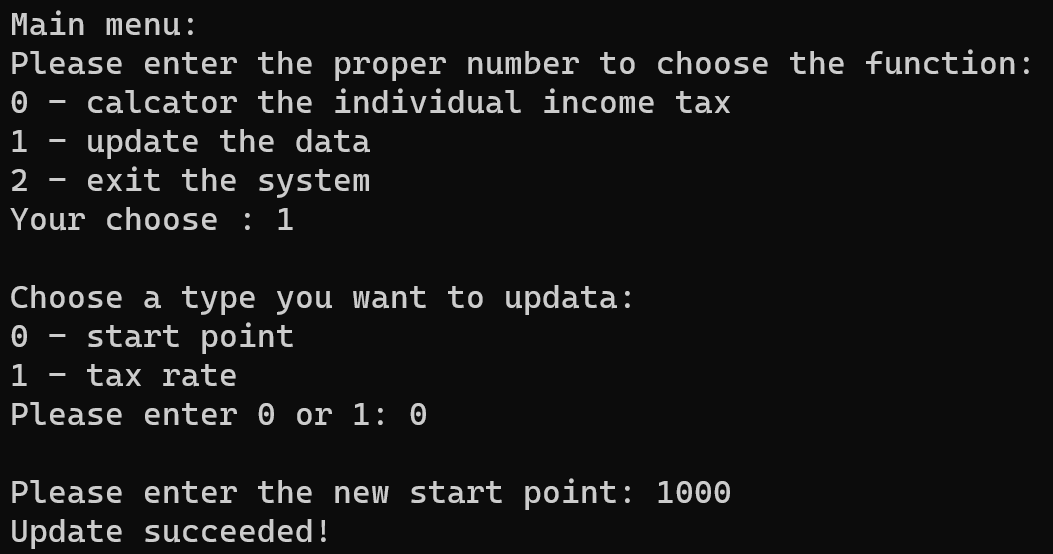 Main menu:
Please enter the proper number to choose the function:
0 - calcator the individual income tax
1 - update the data
2 - exit the system
Your choose : 1
Choose a type you want to updata:
0 - start point
1 - tax rate
Please enter 0 or 1: 0
Please enter the new start point: 1000
Update succeeded!